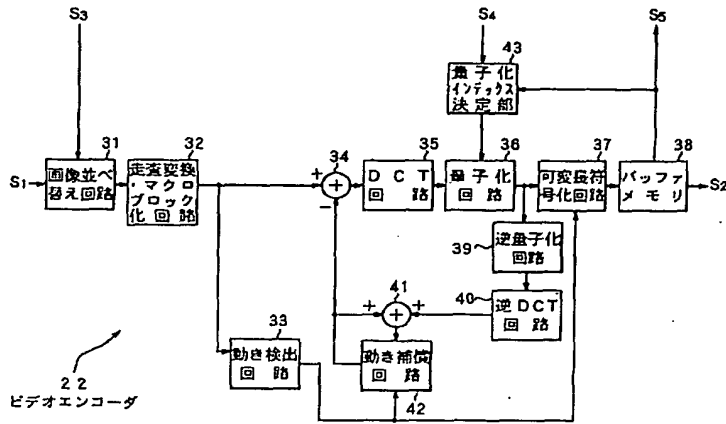 S3
S4
S5
43
量子化
インデックス
決定部
31
32
34
35
36
37
38
S1
画像並べ
替え回路
走査変換
・マクロ
ブロック
化回路
+
+
−
DCT
回路
量子化
回路
可変長符
号化回路
バッファ
メモリ
S2
39
逆量子化
回路
41
40
+
+
+
逆DCT
回路
33
動き検出
回路
動き補償
回路
42
22
ビデオエンコーダ